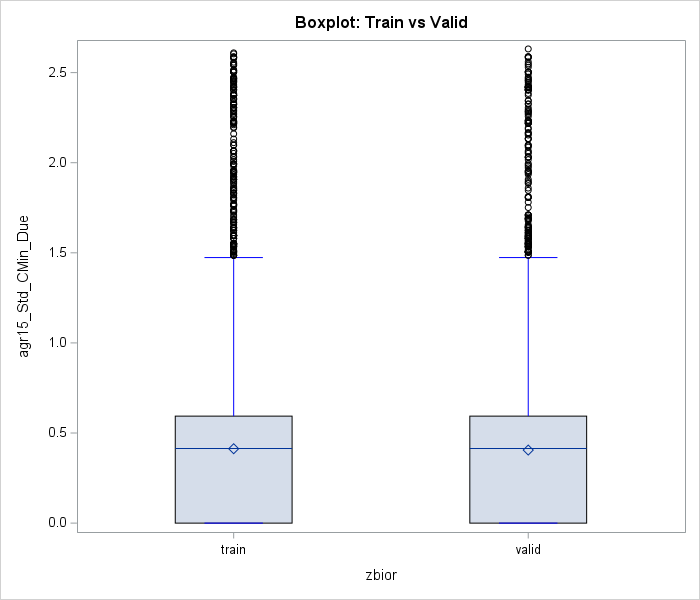 Boxplot: Train vs Valid
2.5
2.0
1.5
1.0
0.5
0.0
agr15_Std_CMin_Due
train
valid
zbior